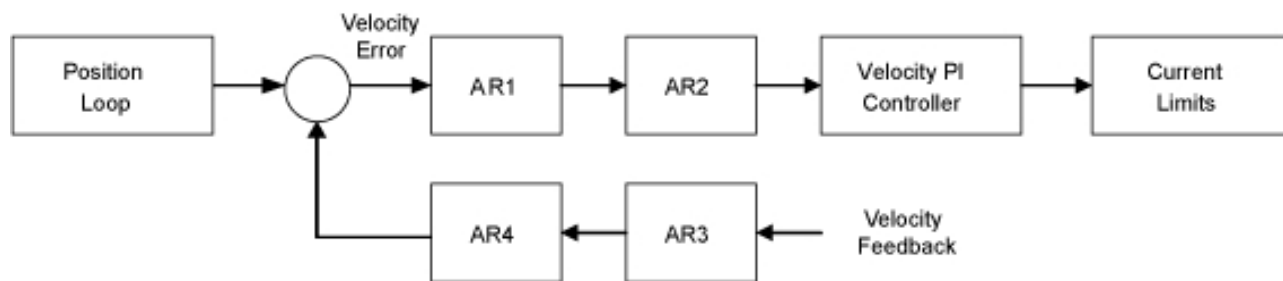 Velocity
Error
Position
Loop
AR1
AR2
Velocity PI
Controller
Current
Limits
AR4
AR3
Velocity
Feedback